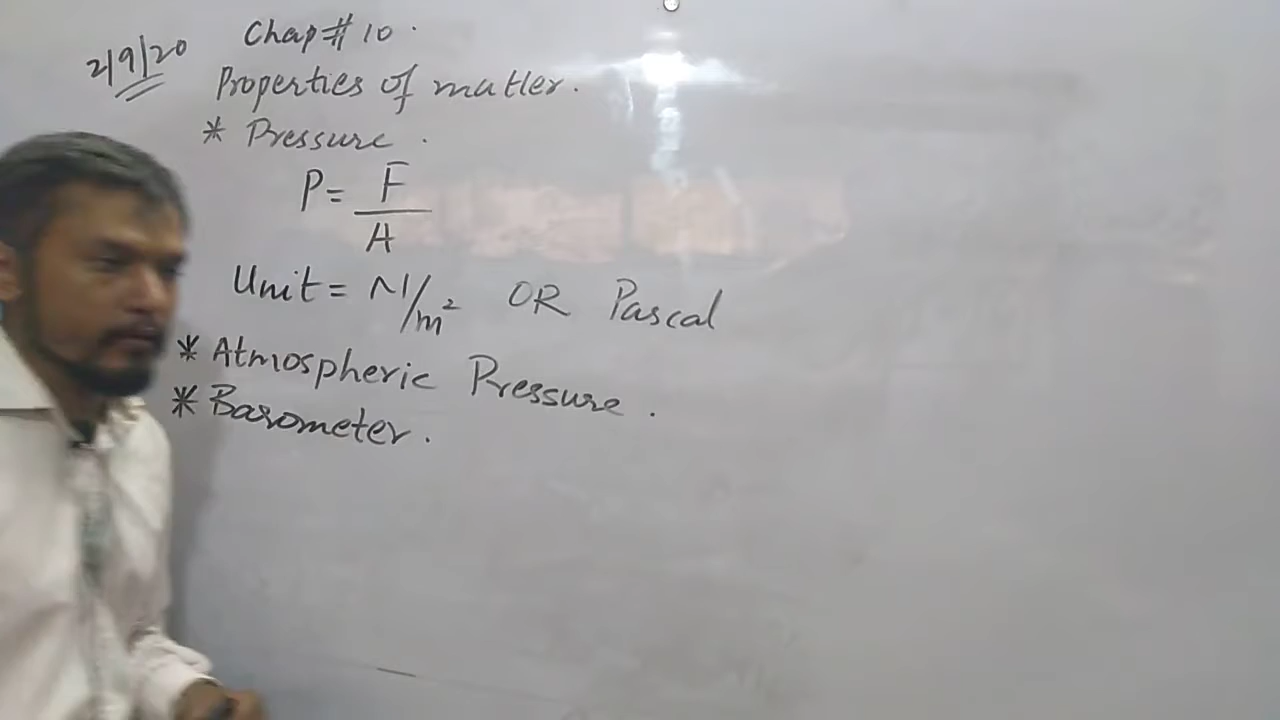 Chap # 10.
2/9/20
Properties of matter.
* Pressure.
P = F/A
Unit = N/m² OR Pascal
* Atmospheric Pressure.
* Barometer.